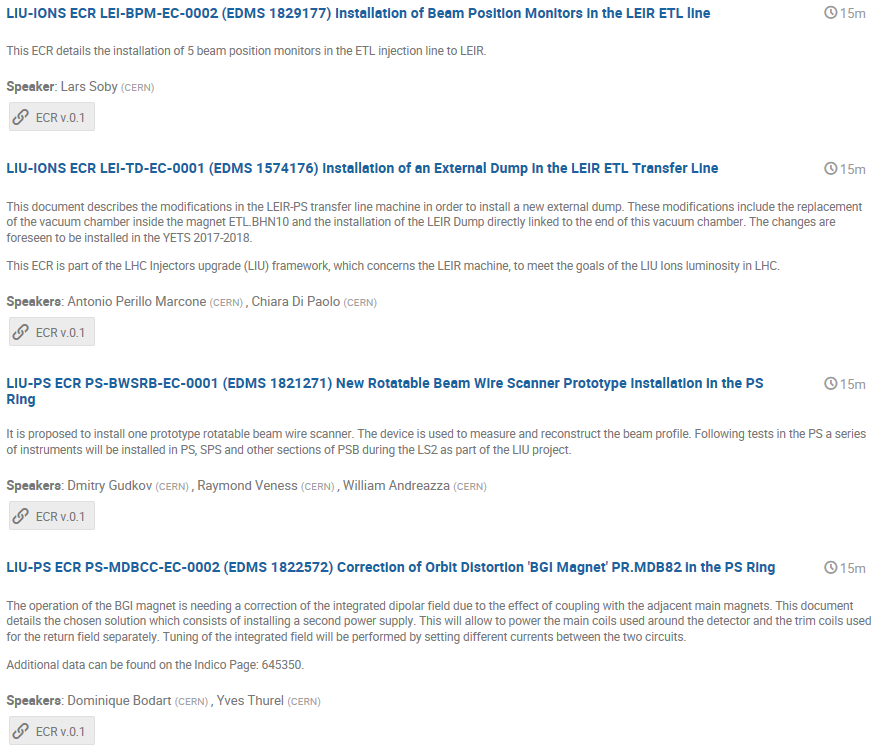 LIU-IONS ECR LEI-BPM-EC-0002 (EDMS 1829177) Installation of Beam Position Monitors in the LEIR ETL line 15m
This ECR details the installation of 5 beam position monitors in the ETL injection line to LEIR.
Speaker: Lars Soby (CERN)
ECR v.0.1
LIU-IONS ECR LEI-TD-EC-0001 (EDMS 1574176) Installation of an External Dump in the LEIR ETL Transfer Line 15m
This document describes the modifications in the LEIR-PS transfer line machine in order to install a new external dump. These modifications include the replacement
of the vacuum chamber inside the magnet ETL.BHN10 and the installation of the LEIR Dump directly linked to the end of this vacuum chamber. The changes are
foreseen to be installed in the YETS 2017-2018.
This ECR is part of the LHC Injectors upgrade (LIU) framework, which concerns the LEIR machine, to meet the goals of the LIU Ions luminosity in LHC.
Speakers: Antonio Perillo Marcone (CERN) , Chiara Di Paolo (CERN)
ECR v.0.1
LIU-PS ECR PS-BWSRB-EC-0001 (EDMS 1821271) New Rotatable Beam Wire Scanner Prototype Installation in the PS 15m
Ring
It is proposed to install one prototype rotatable beam wire scanner. The device is used to measure and reconstruct the beam profile. Following tests in the PS a series
of instruments will be installed in PS, SPS and other sections of PSB during the LS2 as part of the LIU project.
Speakers: Dmitry Gudkov (CERN) , Raymond Veness (CERN) , William Andreazza (CERN)
ECR v.0.1
LIU-PS ECR PS-MDBCC-EC-0002 (EDMS 1822572) Correction of Orbit Distortion 'BGI Magnet' PR.MDB82 in the PS Ring 15m
The operation of the BGI magnet is needing a correction of the integrated dipolar field due to the effect of coupling with the adjacent main magnets. This document
details the chosen solution which consists of installing a second power supply. This will allow to power the main coils used around the detector and the trim coils used
for the return field separately. Tuning of the integrated field will be performed by setting different currents between the two circuits.
Additional data can be found on the Indico Page: 645350.
Speakers: Dominique Bodart (CERN) , Yves Thurel (CERN)
ECR v.0.1